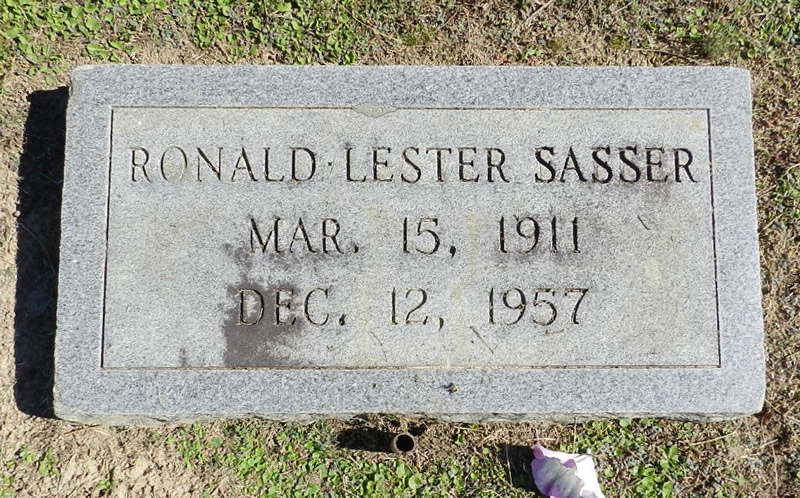 RONALD LESTER SASSER
MAR. 15, 1911
DEC. 12, 1957